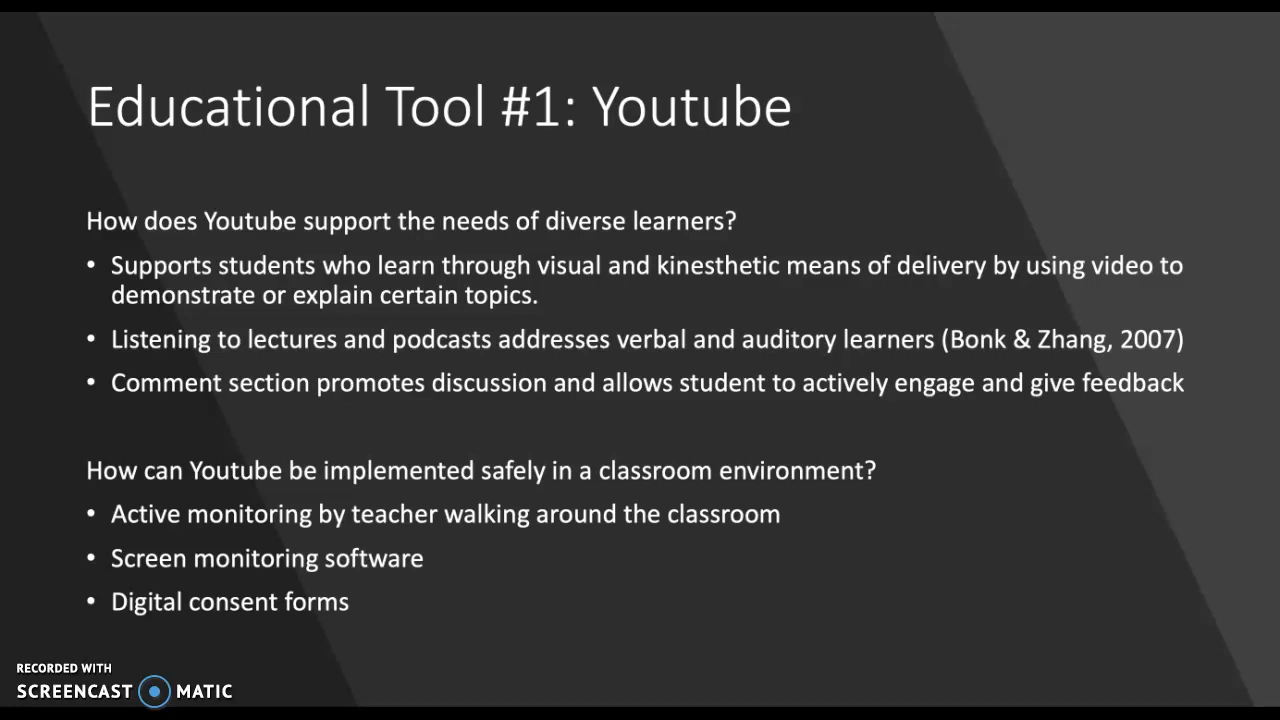 Educational Tool #1: Youtube
How does Youtube support the needs of diverse learners?
• Supports students who learn through visual and kinesthetic means of delivery by using video to
demonstrate or explain certain topics.
• Listening to lectures and podcasts addresses verbal and auditory learners (Bonk & Zhang, 2007)
• Comment section promotes discussion and allows student to actively engage and give feedback
How can Youtube be implemented safely in a classroom environment?
• Active monitoring by teacher walking around the classroom
• Screen monitoring software
• Digital consent forms
RECORDED WITH
SCREENCAST MATIC